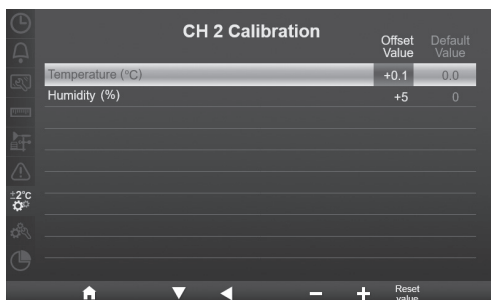 CH 2 Calibration
Offset Value
Default Value
Temperature (°C) +0.1 0.0
Humidity (%) +5 0
±2°C
Reset value